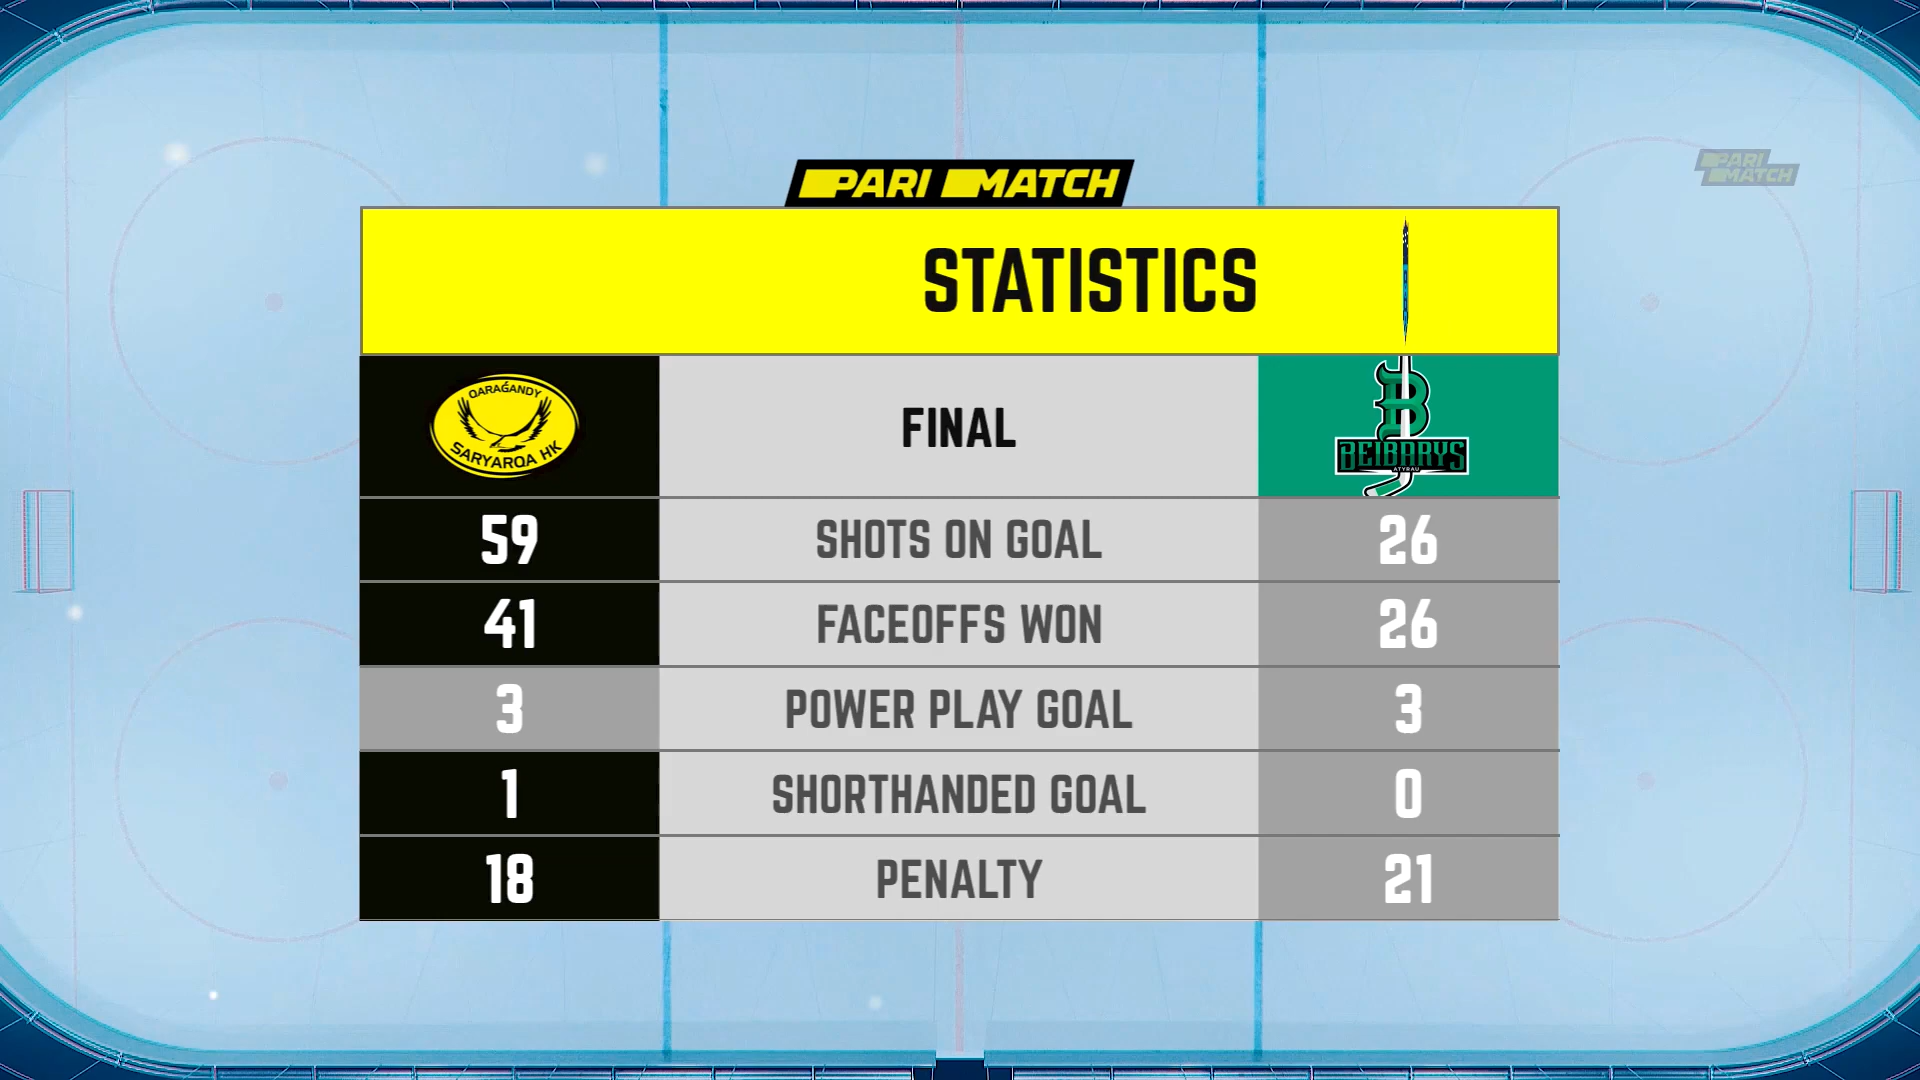 PARI MATCH
PARI
MATCH
STATISTICS
QARAǴANDY
SARYARQA HK
FINAL
B
BEIBARYS
ATYRAU
59 SHOTS ON GOAL 26
41 FACEOFFS WON 26
3 POWER PLAY GOAL 3
1 SHORTHANDED GOAL 0
18 PENALTY 21